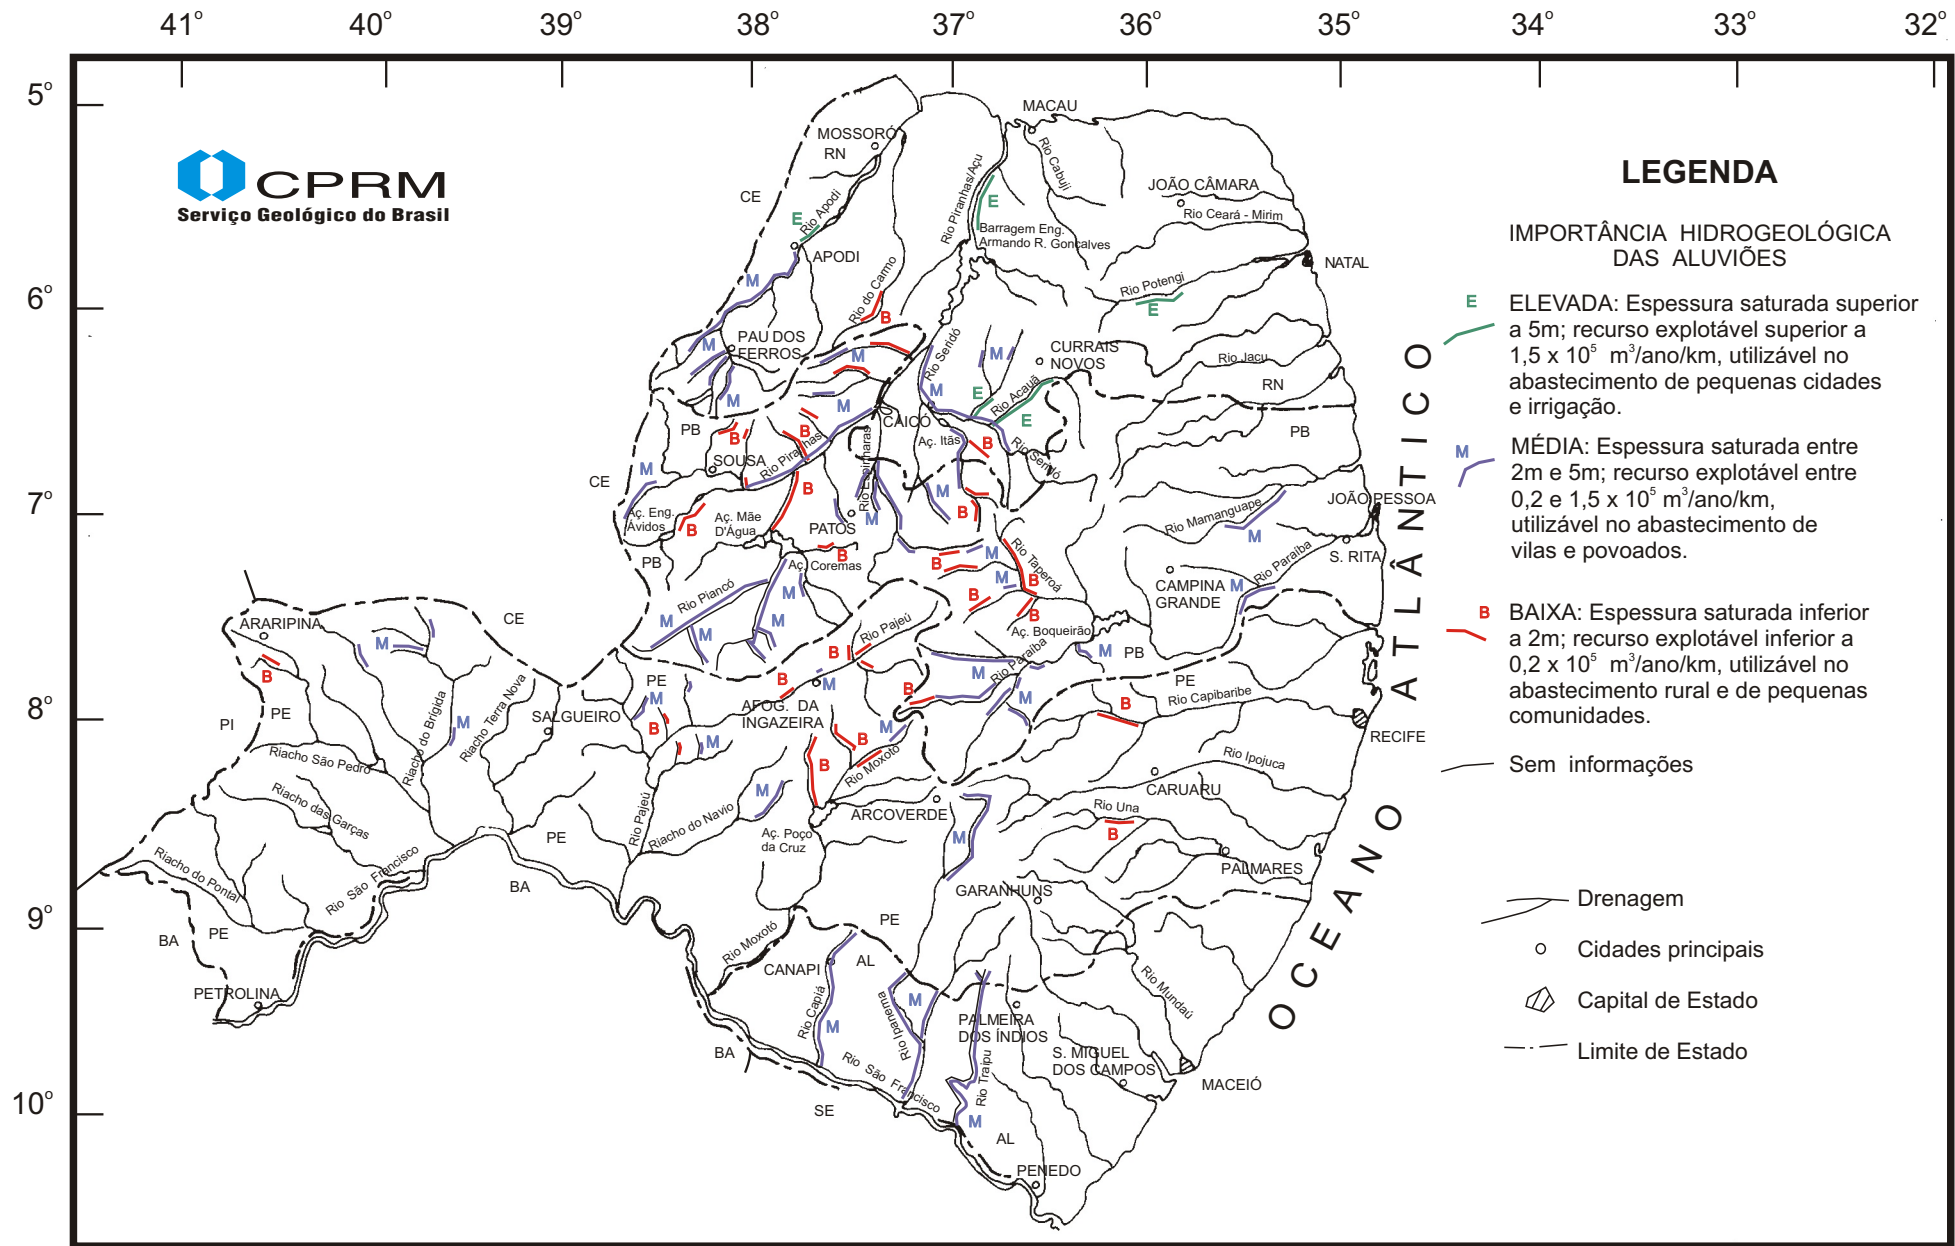 41° 40° 39° 38° 37° 36° 35° 34° 33° 32°
5°
6°
7°
8°
9°
10°
CPRM
Serviço Geológico do Brasil
MACAU
MOSSORÓ
RN
CE
Rio Apodi
E
APODI
Rio Piranhas/Açu
E
Rio Cabuji
JOÃO CÂMARA
Rio Ceará - Mirim
Barragem Eng.
Armando R. Gonçalves
NATAL
M
Rio do Carmo
B
Rio Potengi
E
PAU DOS
FERROS
M
M
Rio Seridó
M
CURRAIS
NOVOS
Rio Jacu
RN
M
M
M
E
Rio Acauã
E
PB
B
B
CAICÓ
Aç. Itãs
B
Rio Seridó
PB
SOUSA
Rio Piranhas
Rio Espinharas
M
CE
B
M
JOÃO PESSOA
Aç. Eng.
Ávidos
B
Aç. Mãe
D'Água
PATOS
M
B
Rio Mamanguape
M
B
PB
Aç. Coremas
B
M
Rio Taperoá
S. RITA
Rio Paraíba
M
B
CAMPINA
GRANDE
M
Rio Piancó
M
B
B
M
M
M
Aç. Boqueirão
CE
ARARIPINA
M
Rio Pajeú
B
M
PB
Rio Paraíba
B
PE
M
B
M
B
M
M
PE
Rio Capibaribe
B
PI
PE
Riacho do Brígida
M
Riacho Terra Nova
SALGUEIRO
B
M
AFOG. DA
INGAZEIRA
M
B
RECIFE
Riacho São Pedro
B
Rio Moxotó
Rio Ipojuca
Riacho das Garças
M
CARUARU
PE
Rio Pajeú
Riacho do Navio
ARCOVERDE
Rio Una
B
Aç. Poço
da Cruz
M
Riacho do Pontal
Rio São Francisco
BA
PALMARES
GARANHUNS
PE
BA
PE
Rio Moxotó
CANAPI
AL
PETROLINA
Rio Capiá
M
Rio Ipanema
M
Rio Mundaú
PALMEIRA
DOS ÍNDIOS
BA
Rio São Francisco
Rio Traipu
S. MIGUEL
DOS CAMPOS
MACEIÓ
SE
M
AL
PENEDO
OCEANO ATLÂNTICO
LEGENDA
IMPORTÂNCIA HIDROGEOLÓGICA
DAS ALUVIÕES
E ELEVADA: Espessura saturada superior
a 5m; recurso explotável superior a
1,5 x 10⁵ m³/ano/km, utilizável no
abastecimento de pequenas cidades
e irrigação.
M MÉDIA: Espessura saturada entre
2m e 5m; recurso explotável entre
0,2 e 1,5 x 10⁵ m³/ano/km,
utilizável no abastecimento de
vilas e povoados.
B BAIXA: Espessura saturada inferior
a 2m; recurso explotável inferior a
0,2 x 10⁵ m³/ano/km, utilizável no
abastecimento rural e de pequenas
comunidades.
Sem informações
Drenagem
Cidades principais
Capital de Estado
Limite de Estado